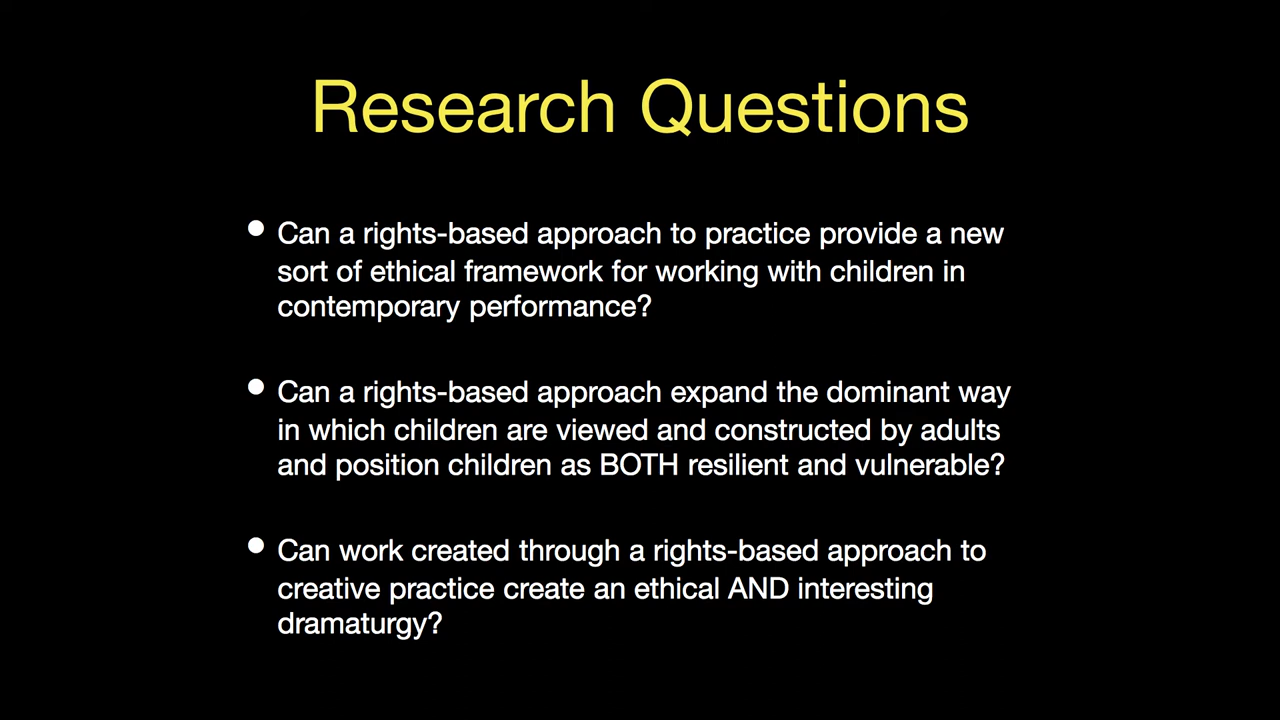 Research Questions
• Can a rights-based approach to practice provide a new
sort of ethical framework for working with children in
contemporary performance?
• Can a rights-based approach expand the dominant way
in which children are viewed and constructed by adults
and position children as BOTH resilient and vulnerable?
• Can work created through a rights-based approach to
creative practice create an ethical AND interesting
dramaturgy?